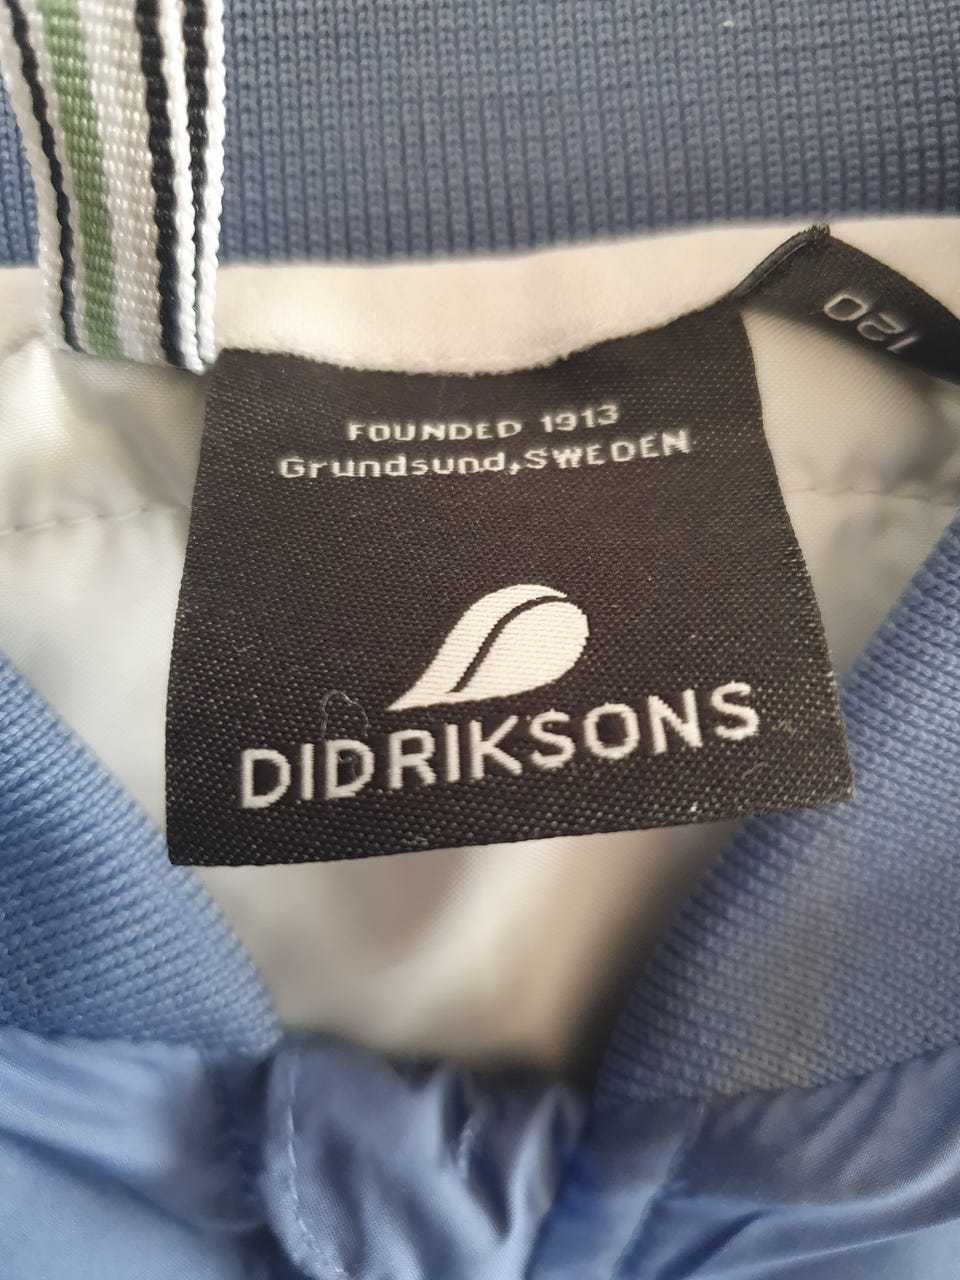 120
FOUNDED 1913
Grundsund,SWEDEN
DIDRIKSONS